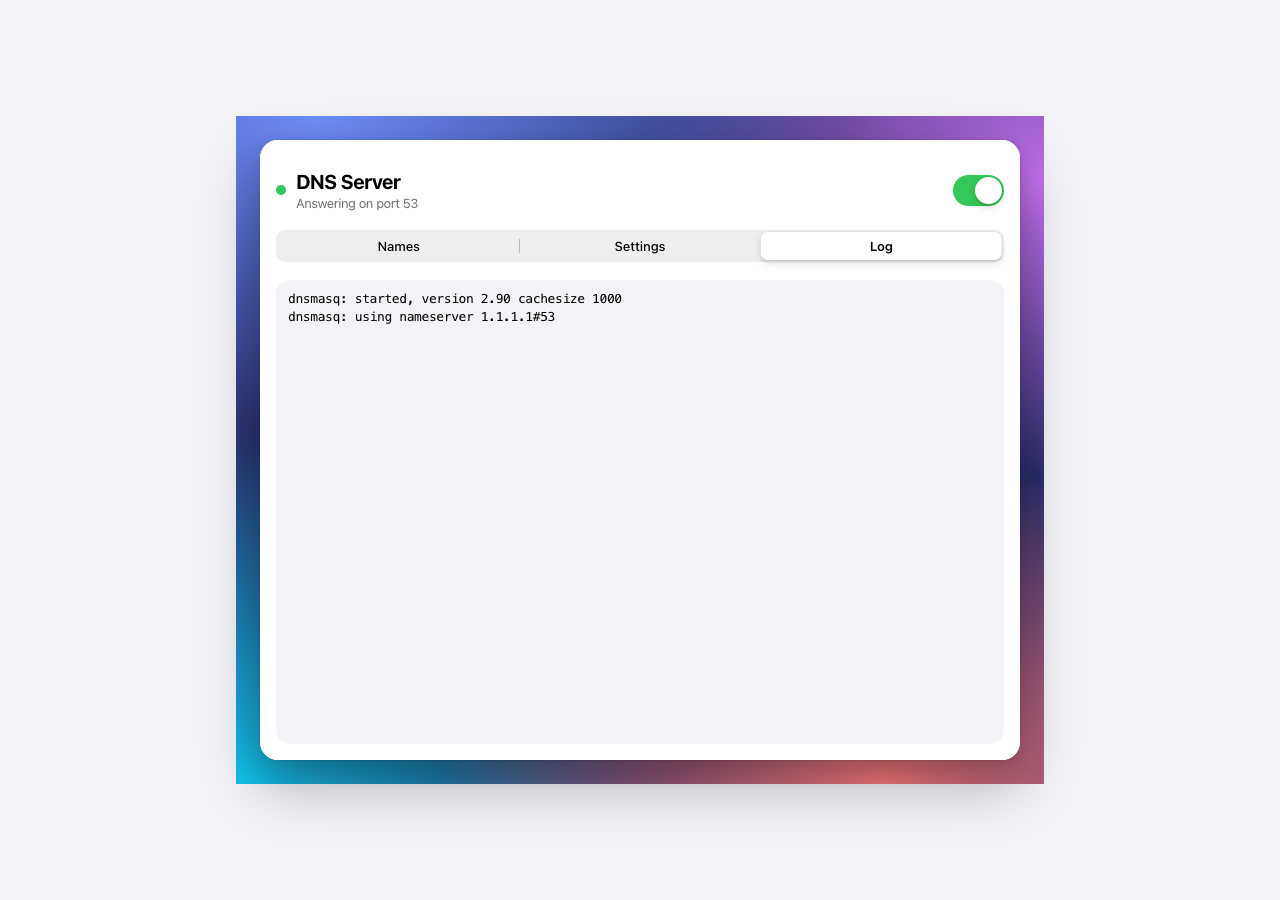 DNS Server
Answering on port 53
Names
Settings
Log
dnsmasq: started, version 2.90 cachesize 1000
dnsmasq: using nameserver 1.1.1.1#53